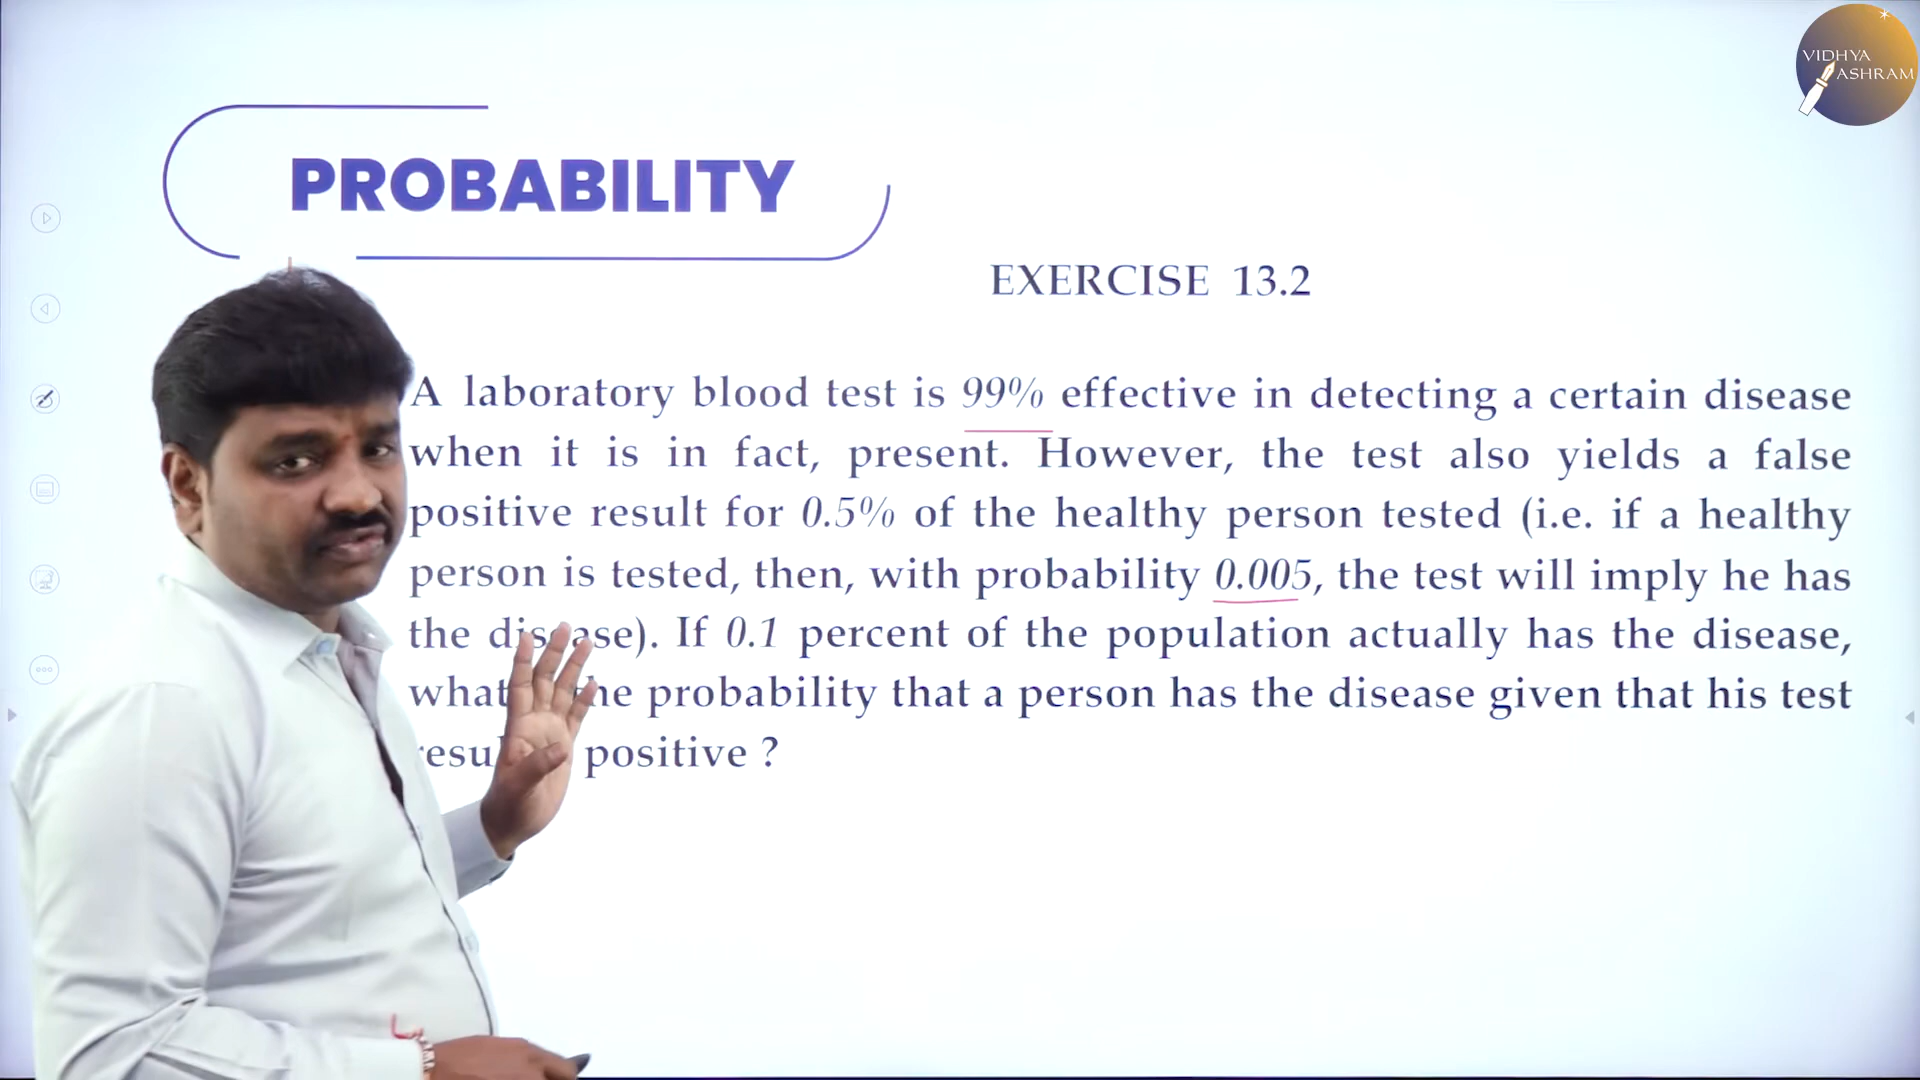 VIDHYA
ASHRAM
PROBABILITY
EXERCISE 13.2
A laboratory blood test is 99% effective in detecting a certain disease
when it is in fact, present. However, the test also yields a false
positive result for 0.5% of the healthy person tested (i.e. if a healthy
person is tested, then, with probability 0.005, the test will imply he has
the disease). If 0.1 percent of the population actually has the disease,
what the probability that a person has the disease given that his test
positive ?